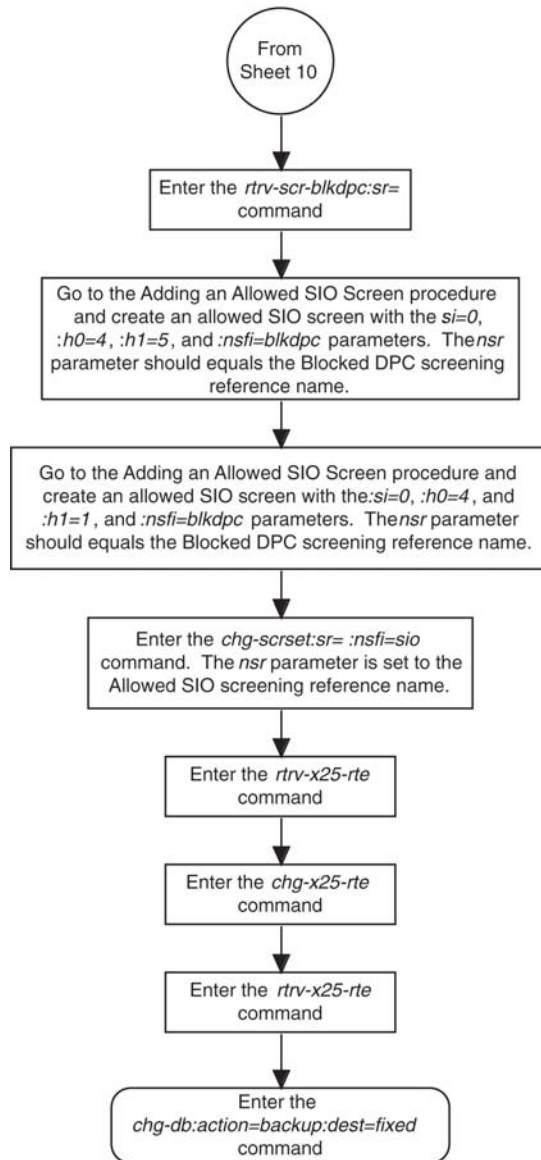 From
Sheet 10
Enter the rtrv-scr-blkdpc:sr=
command
Go to the Adding an Allowed SIO Screen procedure
and create an allowed SIO screen with the si=0,
:h0=4, :h1=5, and :nsfi=blkdpc parameters. The nsr
parameter should equals the Blocked DPC screening
reference name.
Go to the Adding an Allowed SIO Screen procedure and
create an allowed SIO screen with the:si=0, :h0=4, and
:h1=1, and :nsfi=blkdpc parameters. The nsr parameter
should equals the Blocked DPC screening reference name.
Enter the chg-scrset:sr= :nsfi=sio
command. The nsr parameter is set to the
Allowed SIO screening reference name.
Enter the rtrv-x25-rte
command
Enter the chg-x25-rte
command
Enter the rtrv-x25-rte
command
Enter the
chg-db:action=backup:dest=fixed
command